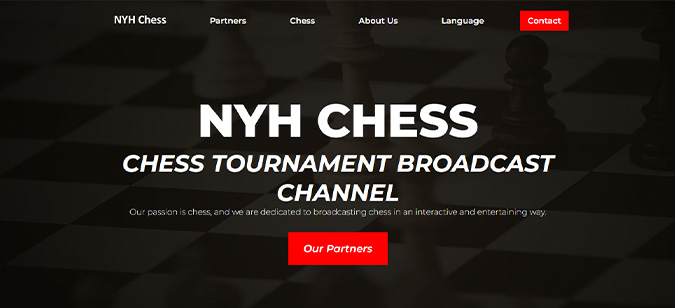 NYH Chess Partners Chess About Us Language Contact
NYH CHESS
CHESS TOURNAMENT BROADCAST
CHANNEL
Our passion is chess, and we are dedicated to broadcasting chess in an interactive and entertaining way.
Our Partners